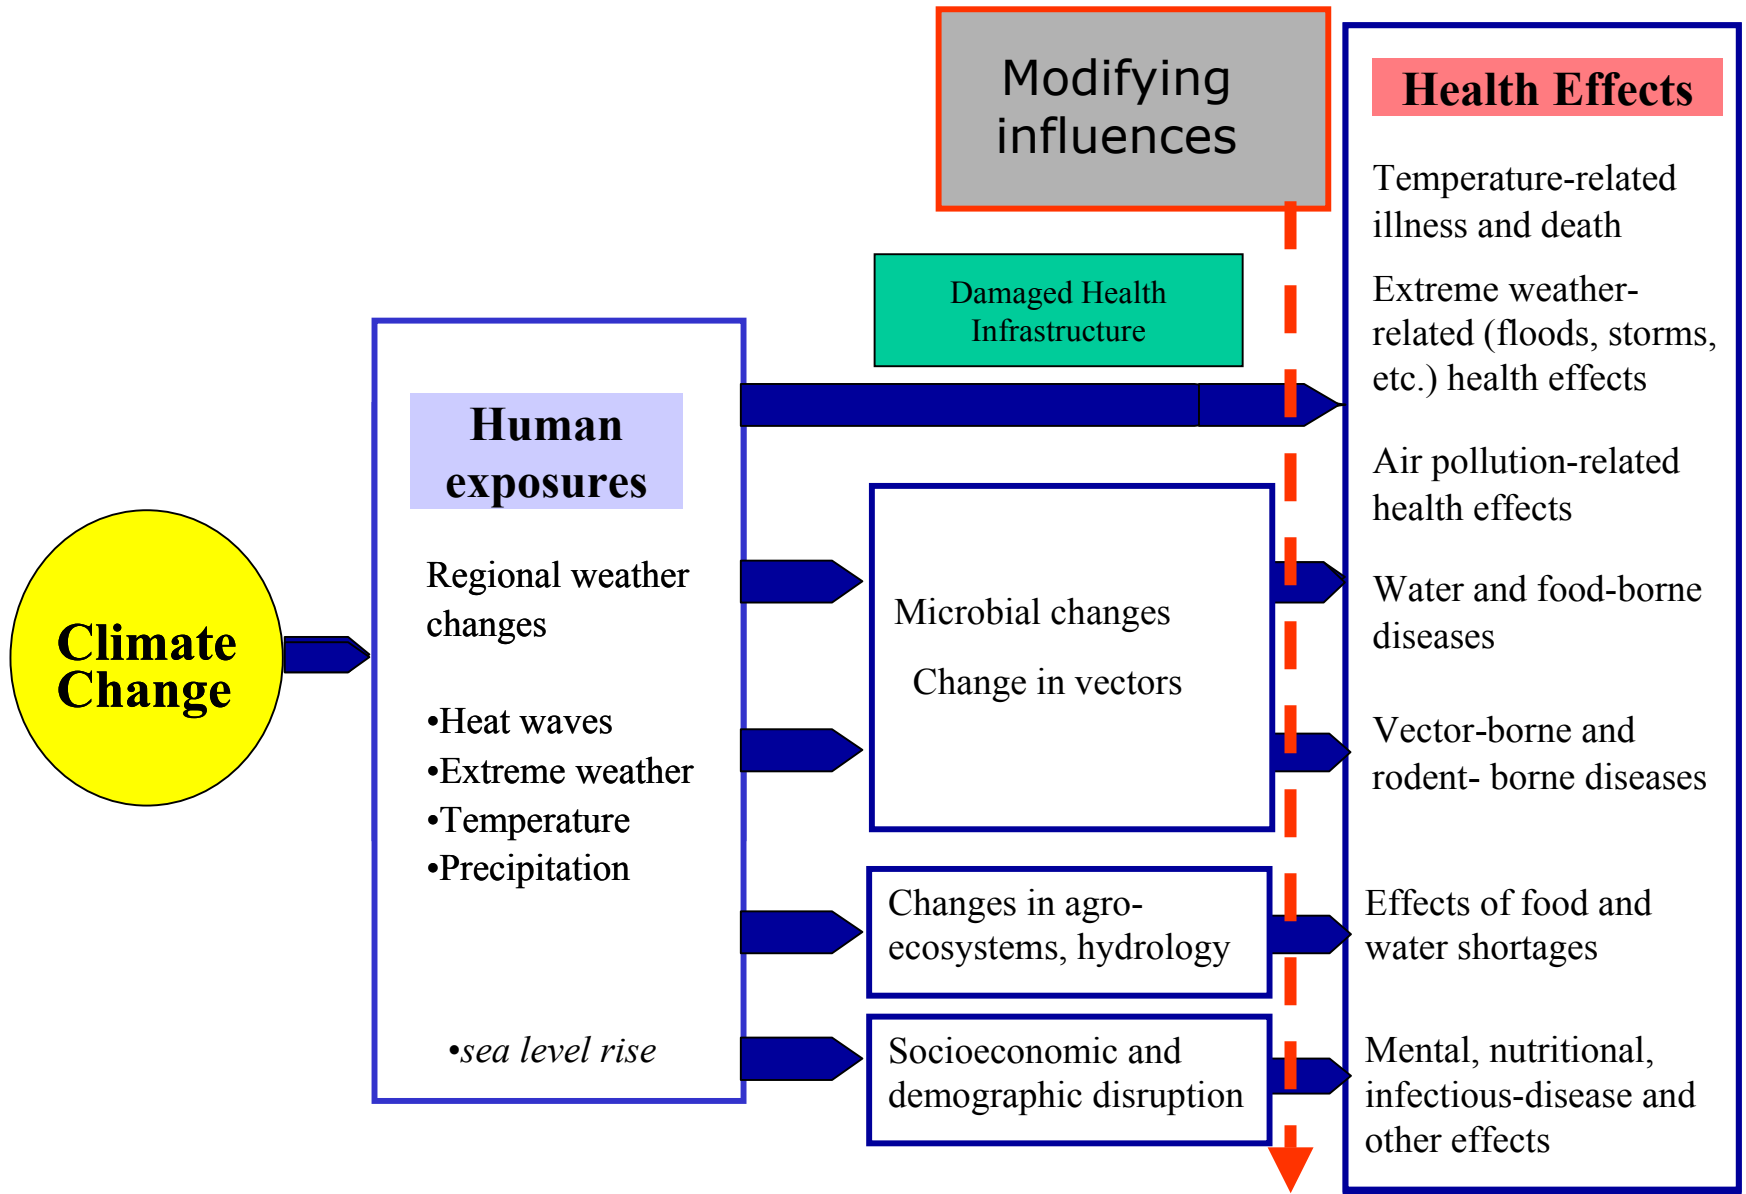 Modifying
influences
Health Effects
Temperature-related
illness and death
Extreme weather-
related (floods, storms,
etc.) health effects
Air pollution-related
health effects
Water and food-borne
diseases
Vector-borne and
rodent- borne diseases
Effects of food and
water shortages
Mental, nutritional,
infectious-disease and
other effects
Damaged Health
Infrastructure
Human
exposures
Regional weather
changes
•Heat waves
•Extreme weather
•Temperature
•Precipitation
•sea level rise
Climate
Change
Microbial changes
Change in vectors
Changes in agro-
ecosystems, hydrology
Socioeconomic and
demographic disruption